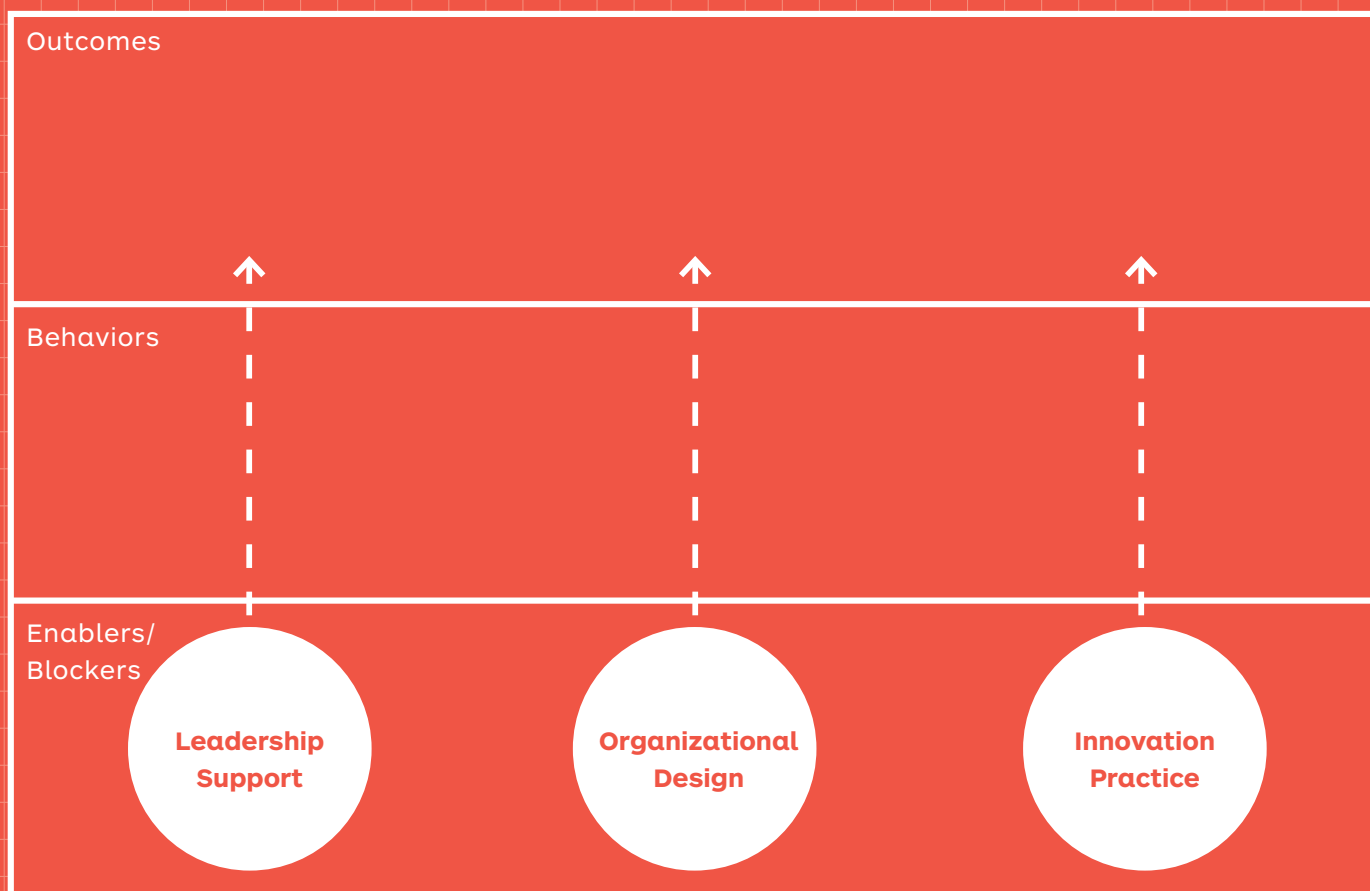 Outcomes
Behaviors
Enablers/
Blockers
Leadership
Support
Organizational
Design
Innovation
Practice